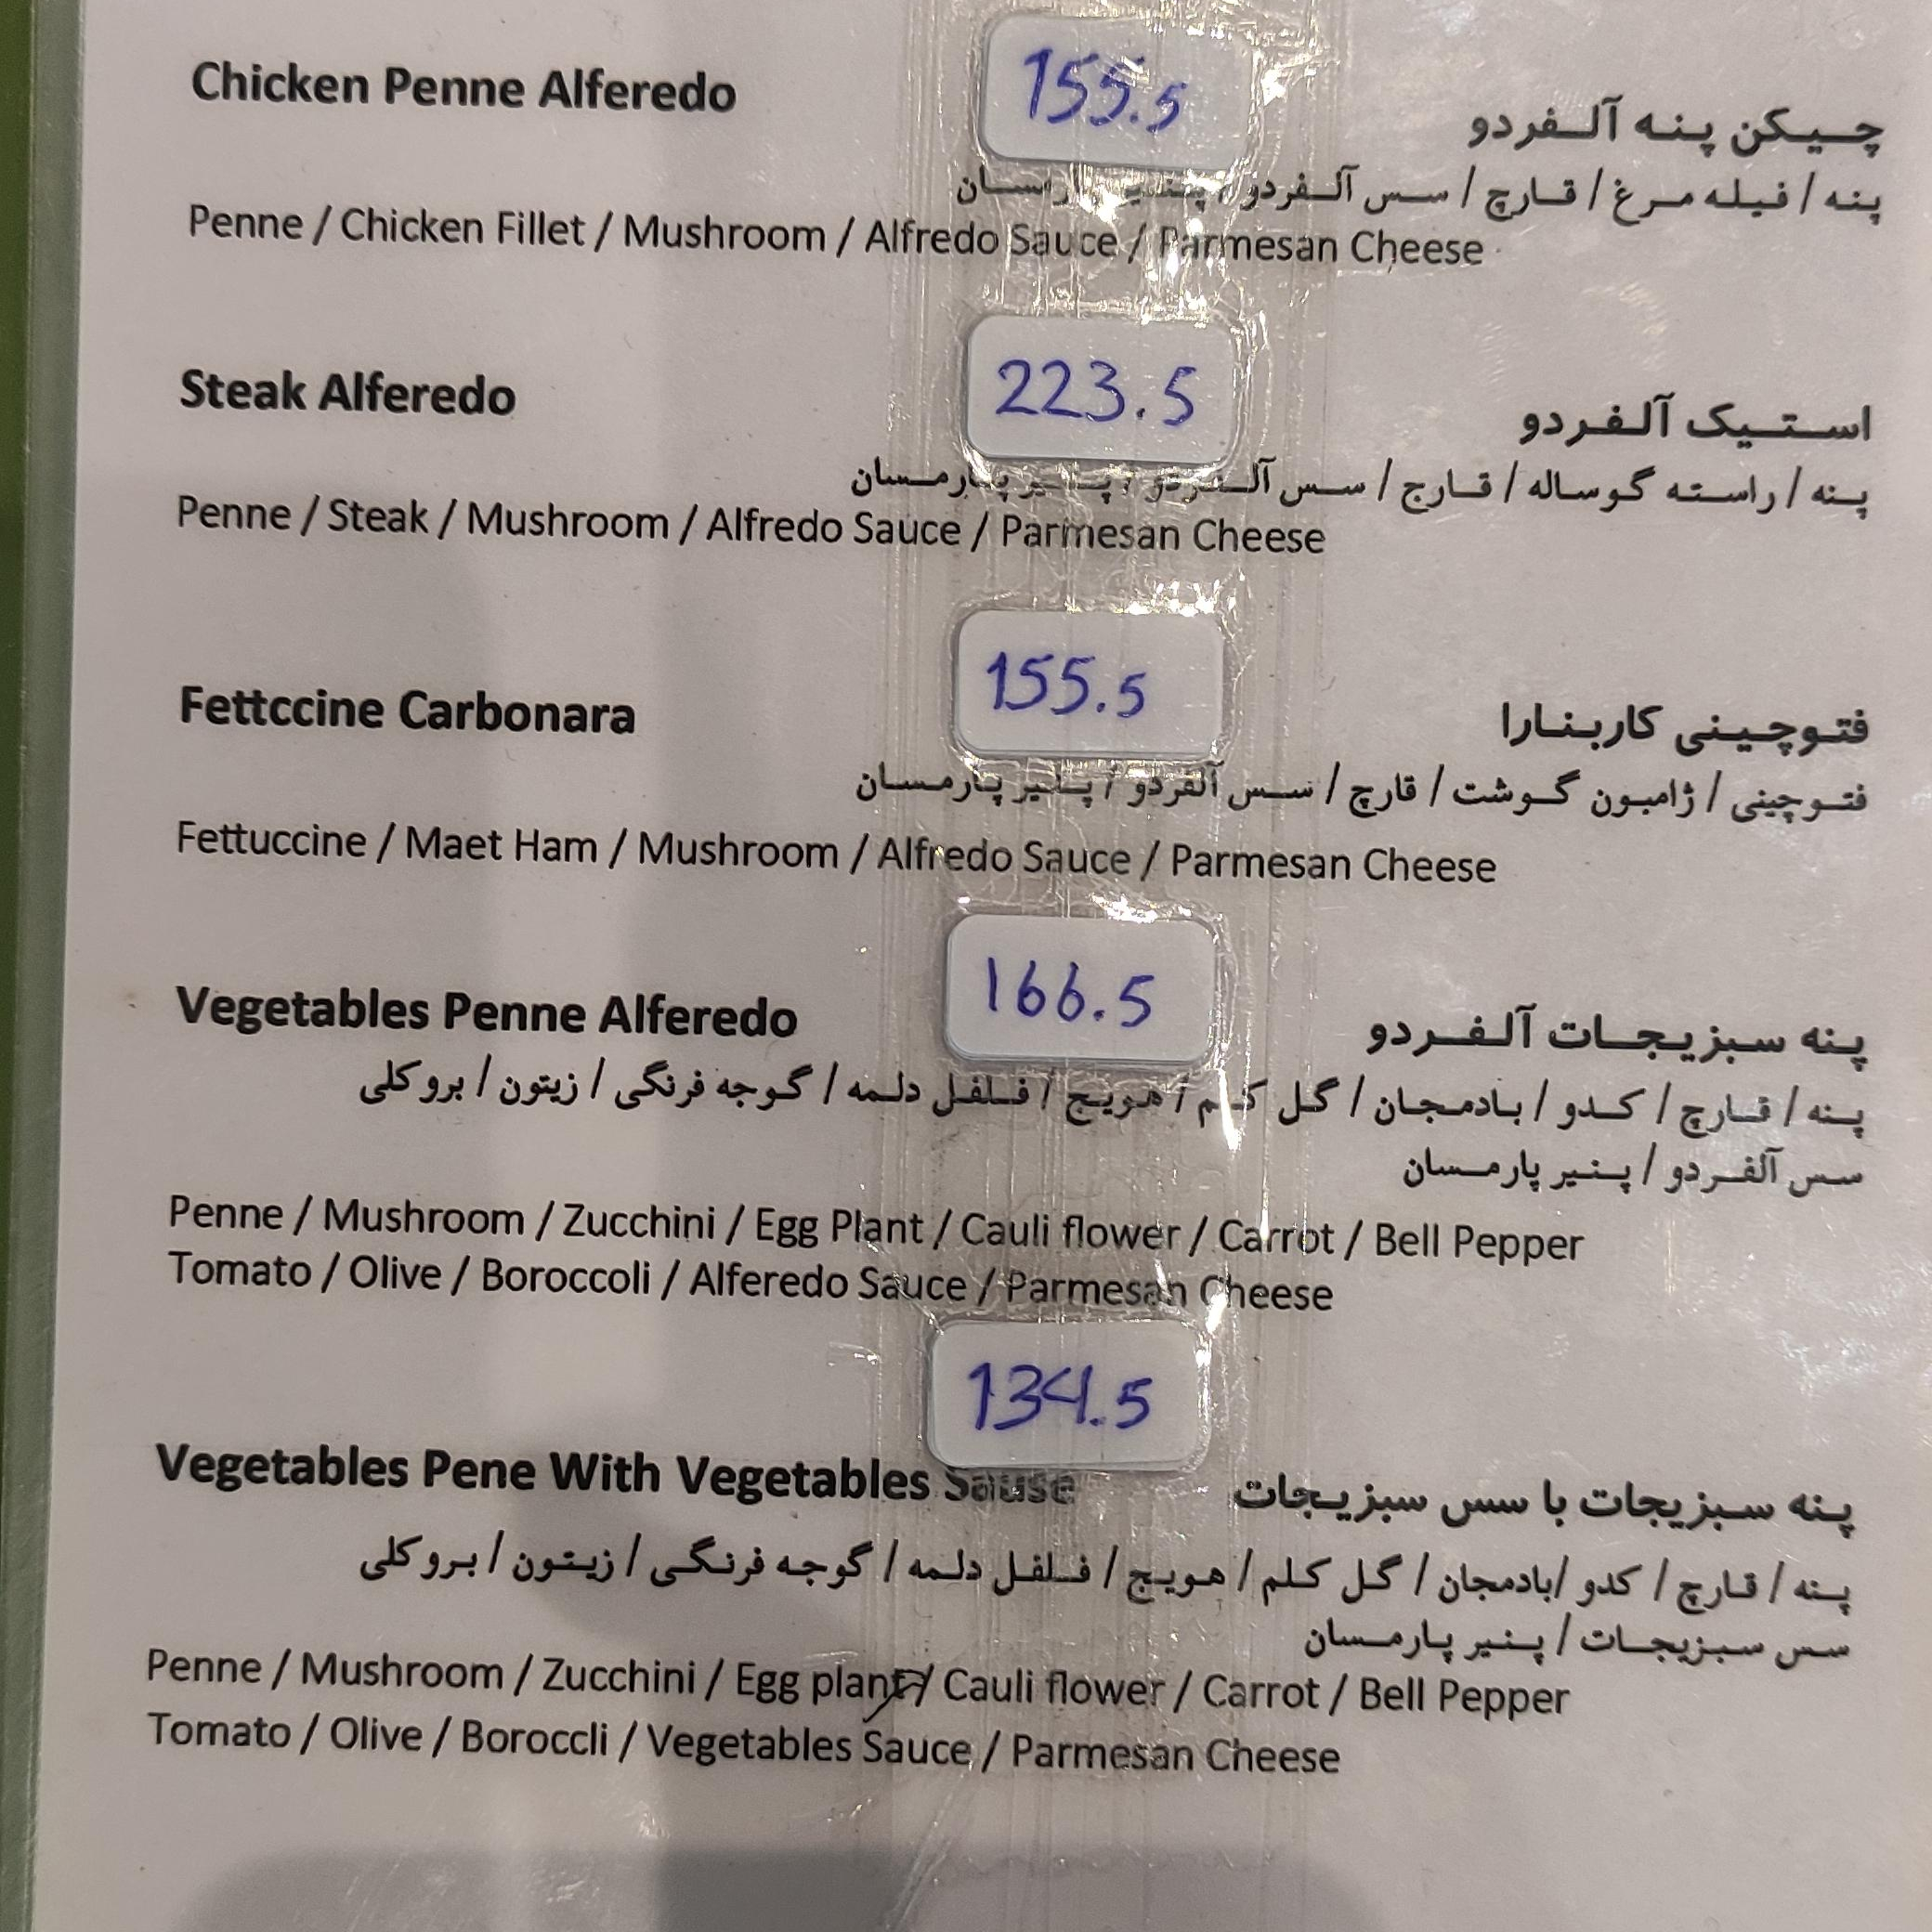 Chicken Penne Alferedo 155.5 چیکن پنه آلفردو
پنه / فیله مرغ / قارچ / سس آلفردو /
Penne / Chicken Fillet / Mushroom / Alfredo Sauce / Parmesan Cheese
Steak Alferedo 223.5 استیک آلفردو
پنه / راسته گوساله / قارچ / سس آلفردو / پنیر پارمسان
Penne / Steak / Mushroom / Alfredo Sauce / Parmesan Cheese
Fettccine Carbonara 155.5 فتوچینی کاربنارا
فتوچینی / ژامبون گوشت / قارچ / سس آلفردو / پنیر پارمسان
Fettuccine / Maet Ham / Mushroom / Alfredo Sauce / Parmesan Cheese
Vegetables Penne Alferedo 166.5 پنه سبزیجات آلفردو
پنه / قارچ / کدو / بادمجان / گل کلم / هویج / فلفل دلمه / گوجه فرنگی / زیتون / بروکلی
سس آلفردو / پنیر پارمسان
Penne / Mushroom / Zucchini / Egg Plant / Cauli flower / Carrot / Bell Pepper
Tomato / Olive / Boroccoli / Alferedo Sauce / Parmesan Cheese
134.5
Vegetables Pene With Vegetables Sause پنه سبزیجات با سس سبزیجات
پنه / قارچ / کدو /بادمجان / گل کلم / هویج / فلفل دلمه / گوجه فرنگی / زیتون / بروکلی
سس سبزیجات / پنیر پارمسان
Penne / Mushroom / Zucchini / Egg plant / Cauli flower / Carrot / Bell Pepper
Tomato / Olive / Boroccli / Vegetables Sauce / Parmesan Cheese